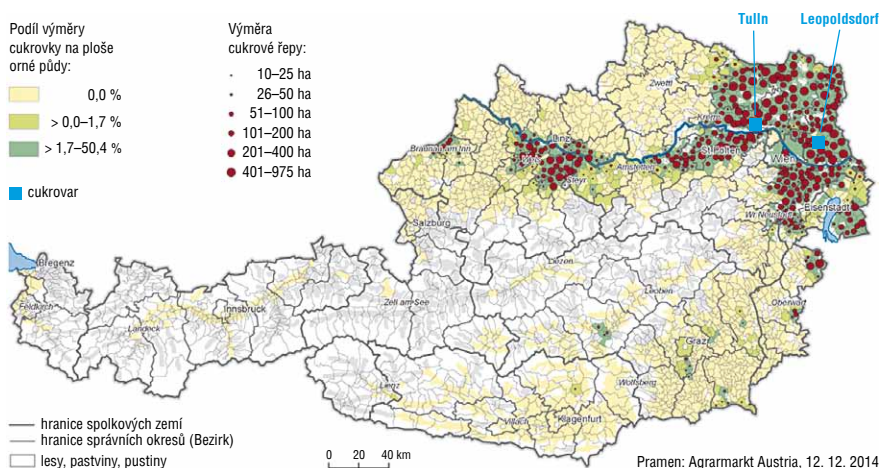 Podíl výměry
cukrovky na ploše
orné půdy:
0,0 %
> 0,0–1,7 %
> 1,7–50,4 %
cukrovar
Výměra
cukrové řepy:
10–25 ha
26–50 ha
51–100 ha
101–200 ha
201–400 ha
401–975 ha
Tulln
Leopoldsdorf
Zwettl
Krems
Linz
Braunau am Inn
Wels
St. Pölten
Wien
Steyr
Amstetten
Eisenstadt
Wr. Neustadt
Salzburg
Bregenz
Liezen
Feldkirch
Innsbruck
Zell am See
Leoben
Oberwart
Landeck
Graz
Lienz
Wolfsberg
Villach
Klagenfurt
hranice spolkových zemí
hranice správních okresů (Bezirk)
lesy, pastviny, pustiny
0 20 40 km
Pramen: Agrarmarkt Austria, 12. 12. 2014